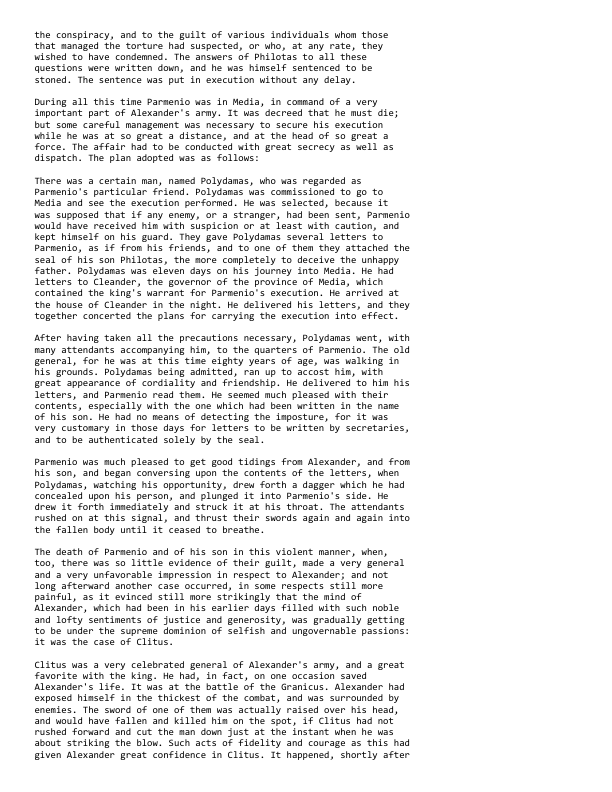 the conspiracy, and to the guilt of various individuals whom those
that managed the torture had suspected, or who, at any rate, they
wished to have condemned. The answers of Philotas to all these
questions were written down, and he was himself sentenced to be
stoned. The sentence was put in execution without any delay.

During all this time Parmenio was in Media, in command of a very
important part of Alexander's army. It was decreed that he must die;
but some careful management was necessary to secure his execution
while he was at so great a distance, and at the head of so great a
force. The affair had to be conducted with great secrecy as well as
dispatch. The plan adopted was as follows:

There was a certain man, named Polydamas, who was regarded as
Parmenio's particular friend. Polydamas was commissioned to go to
Media and see the execution performed. He was selected, because it
was supposed that if any enemy, or a stranger, had been sent, Parmenio
would have received him with suspicion or at least with caution, and
kept himself on his guard. They gave Polydamas several letters to
Parmenio, as if from his friends, and to one of them they attached the
seal of his son Philotas, the more completely to deceive the unhappy
father. Polydamas was eleven days on his journey into Media. He had
letters to Cleander, the governor of the province of Media, which
contained the king's warrant for Parmenio's execution. He arrived at
the house of Cleander in the night. He delivered his letters, and they
together concerted the plans for carrying the execution into effect.

After having taken all the precautions necessary, Polydamas went, with
many attendants accompanying him, to the quarters of Parmenio. The old
general, for he was at this time eighty years of age, was walking in
his grounds. Polydamas being admitted, ran up to accost him, with
great appearance of cordiality and friendship. He delivered to him his
letters, and Parmenio read them. He seemed much pleased with their
contents, especially with the one which had been written in the name
of his son. He had no means of detecting the imposture, for it was
very customary in those days for letters to be written by secretaries,
and to be authenticated solely by the seal.

Parmenio was much pleased to get good tidings from Alexander, and from
his son, and began conversing upon the contents of the letters, when
Polydamas, watching his opportunity, drew forth a dagger which he had
concealed upon his person, and plunged it into Parmenio's side. He
drew it forth immediately and struck it at his throat. The attendants
rushed on at this signal, and thrust their swords again and again into
the fallen body until it ceased to breathe.

The death of Parmenio and of his son in this violent manner, when,
too, there was so little evidence of their guilt, made a very general
and a very unfavorable impression in respect to Alexander; and not
long afterward another case occurred, in some respects still more
painful, as it evinced still more strikingly that the mind of
Alexander, which had been in his earlier days filled with such noble
and lofty sentiments of justice and generosity, was gradually getting
to be under the supreme dominion of selfish and ungovernable passions:
it was the case of Clitus.

Clitus was a very celebrated general of Alexander's army, and a great
favorite with the king. He had, in fact, on one occasion saved
Alexander's life. It was at the battle of the Granicus. Alexander had
exposed himself in the thickest of the combat, and was surrounded by
enemies. The sword of one of them was actually raised over his head,
and would have fallen and killed him on the spot, if Clitus had not
rushed forward and cut the man down just at the instant when he was
about striking the blow. Such acts of fidelity and courage as this had
given Alexander great confidence in Clitus. It happened, shortly after